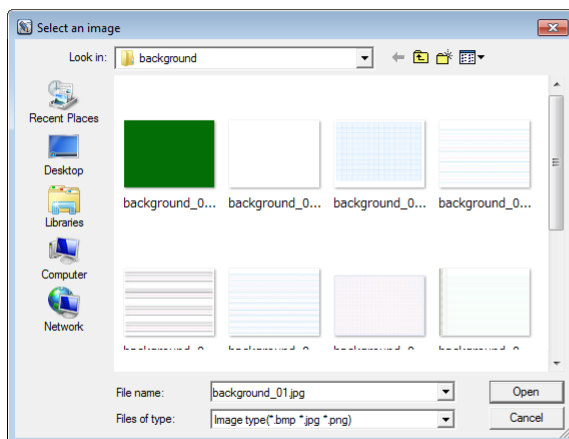 Select an image
Look in: background
Recent Places
Desktop
Libraries
Computer
Network
background_0... background_0... background_0... background_0...
File name: background_01.jpg Open
Files of type: Image type(*.bmp *.jpg *.png) Cancel